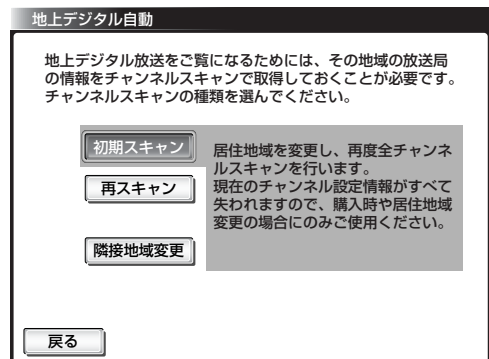 地上デジタル自動
地上デジタル放送をご覧になるためには、その地域の放送局
の情報をチャンネルスキャンで取得しておくことが必要です。
チャンネルスキャンの種類を選んでください。
初期スキャン
再スキャン
隣接地域変更
居住地域を変更し、再度全チャンネ
ルスキャンを行います。
現在のチャンネル設定情報がすべて
失われますので、購入時や居住地域
変更の場合にのみご使用ください。
戻る